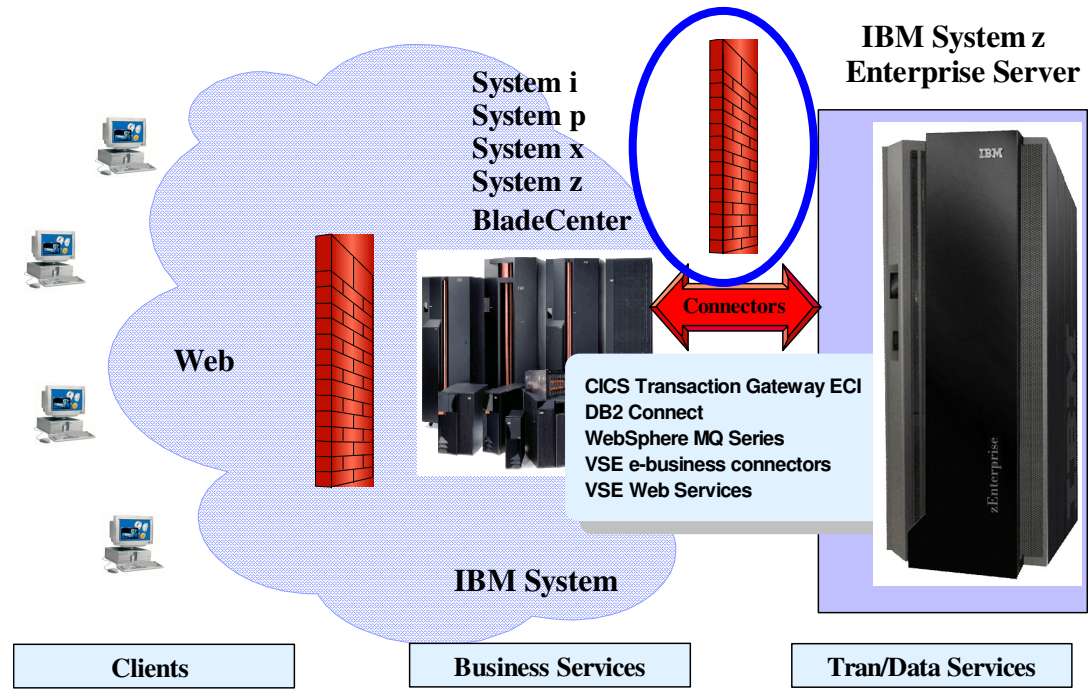 IBM System z
Enterprise Server
System i
System p
System x
System z
BladeCenter
IBM
Connectors
Web
CICS Transaction Gateway ECI
DB2 Connect
WebSphere MQ Series
VSE e-business connectors
VSE Web Services
zEnterprise
IBM System
Clients
Business Services
Tran/Data Services